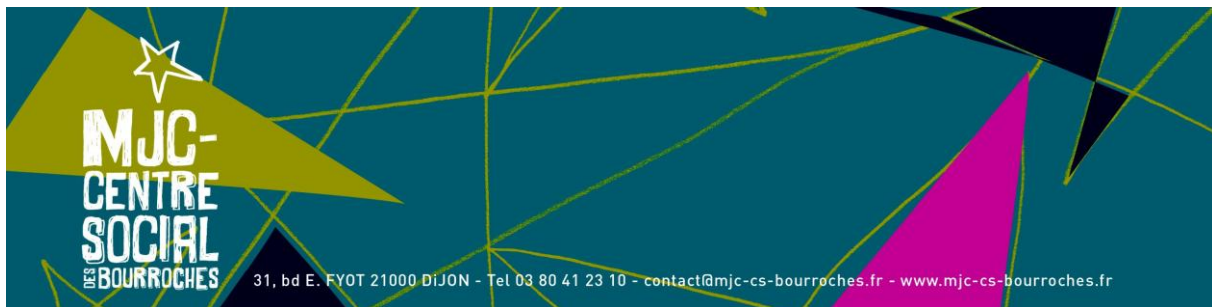 MJC-
CENTRE
SOCIAL
DES BOURROCHES
31, bd E. FYOT 21000 DiJON - Tel 03 80 41 23 10 - contact@mjc-cs-bourroches.fr - www.mjc-cs-bourroches.fr